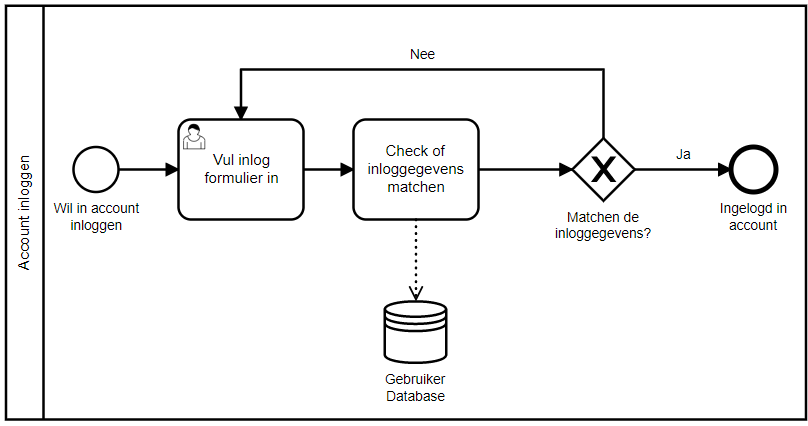 Account inloggen
Nee
Wil in account
inloggen
Vul inlog
formulier in
Check of
inloggegevens
matchen
Matchen de
inloggegevens?
Ja
Ingelogd in
account
Gebruiker
Database